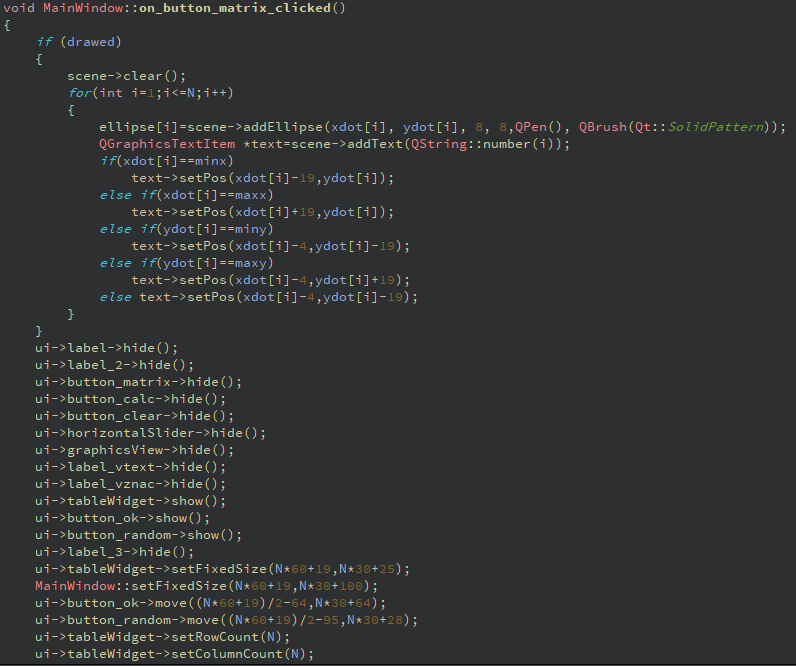 void MainWindow::on_button_matrix_clicked()
{
    if (drawed)
    {
        scene->clear();
        for(int i=1;i<=N;i++)
        {
            ellipse[i]=scene->addEllipse(xdot[i], ydot[i], 8, 8,QPen(), QBrush(Qt::SolidPattern));
            QGraphicsTextItem *text=scene->addText(QString::number(i));
            if(xdot[i]==minx)
                text->setPos(xdot[i]-19,ydot[i]);
            else if(xdot[i]==maxx)
                text->setPos(xdot[i]+19,ydot[i]);
            else if(ydot[i]==miny)
                text->setPos(xdot[i]-4,ydot[i]-19);
            else if(ydot[i]==maxy)
                text->setPos(xdot[i]-4,ydot[i]+19);
            else text->setPos(xdot[i]-4,ydot[i]-19);
        }
    }
    ui->label->hide();
    ui->label_2->hide();
    ui->button_matrix->hide();
    ui->button_calc->hide();
    ui->button_clear->hide();
    ui->horizontalSlider->hide();
    ui->graphicsView->hide();
    ui->label_vtext->hide();
    ui->label_vznac->hide();
    ui->tableWidget->show();
    ui->button_ok->show();
    ui->button_random->show();
    ui->label_3->hide();
    ui->tableWidget->setFixedSize(N*60+19,N*30+25);
    MainWindow::setFixedSize(N*60+19,N*30+100);
    ui->button_ok->move((N*60+19)/2-64,N*30+64);
    ui->button_random->move((N*60+19)/2-95,N*30+28);
    ui->tableWidget->setRowCount(N);
    ui->tableWidget->setColumnCount(N);